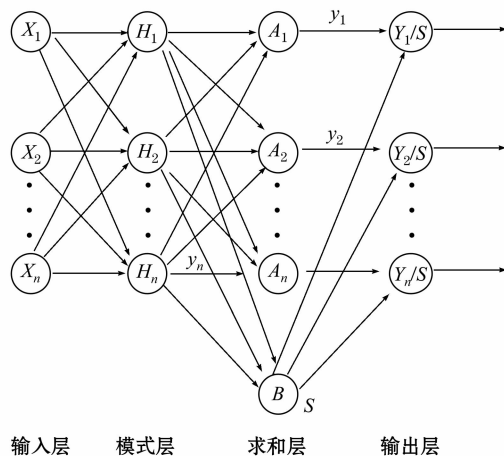 X₁ H₁ A₁ y₁ Y₁/S
X₂ H₂ A₂ y₂ Y₂/S
Xₙ Hₙ yₙ Aₙ Yₙ/S
B S
输入层 模式层 求和层 输出层